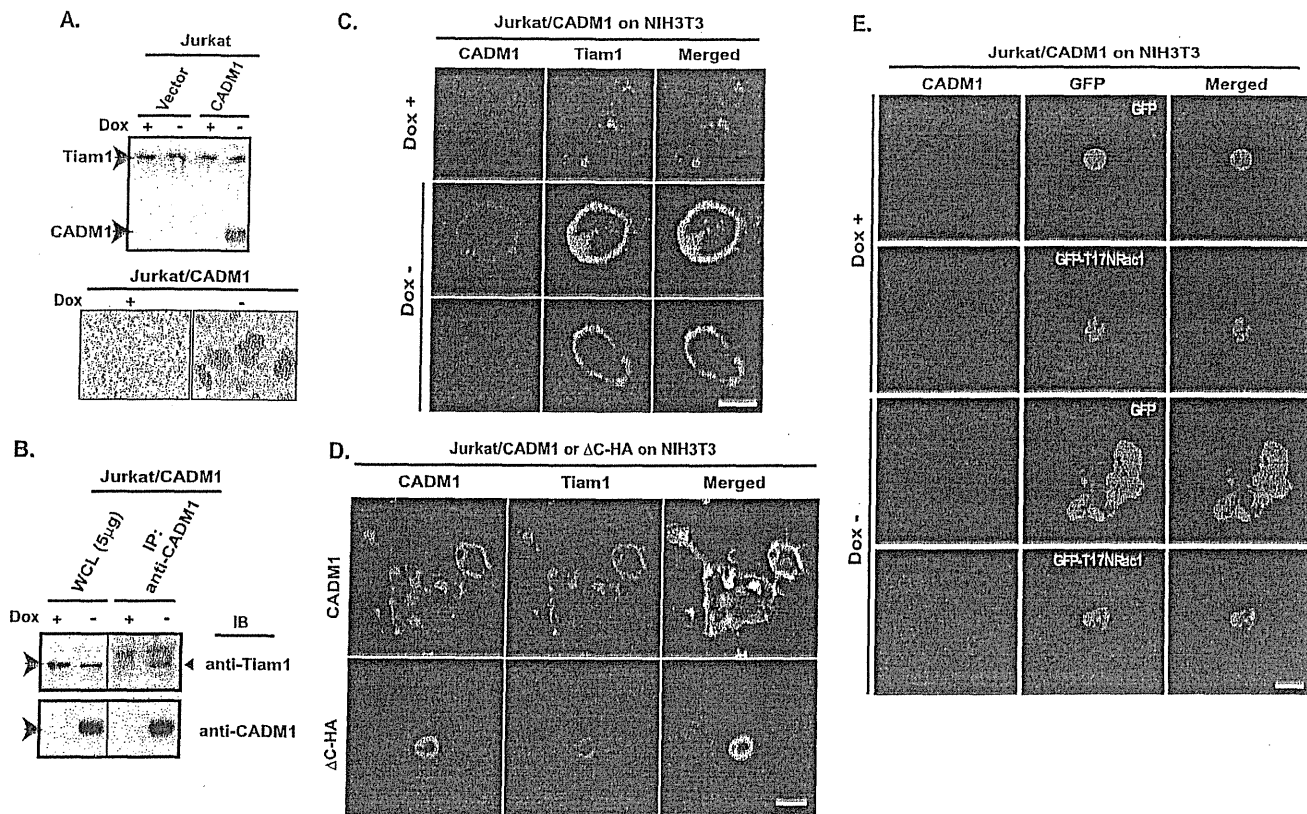 A.
Jurkat
Vector
CADM1
Dox + - + -
Tiam1
CADM1
Jurkat/CADM1
Dox + -
B.
Jurkat/CADM1
WCL (5µg)
IP:
anti-CADM1
Dox + - + -
IB
anti-Tiam1
anti-CADM1
C.
Jurkat/CADM1 on NIH3T3
CADM1 Tiam1 Merged
Dox +
Dox -
D.
Jurkat/CADM1 or ΔC-HA on NIH3T3
CADM1 Tiam1 Merged
CADM1
ΔC-HA
E.
Jurkat/CADM1 on NIH3T3
CADM1 GFP Merged
Dox +
GFP
GFP-T17NRac1
Dox -
GFP
GFP-T17NRac1